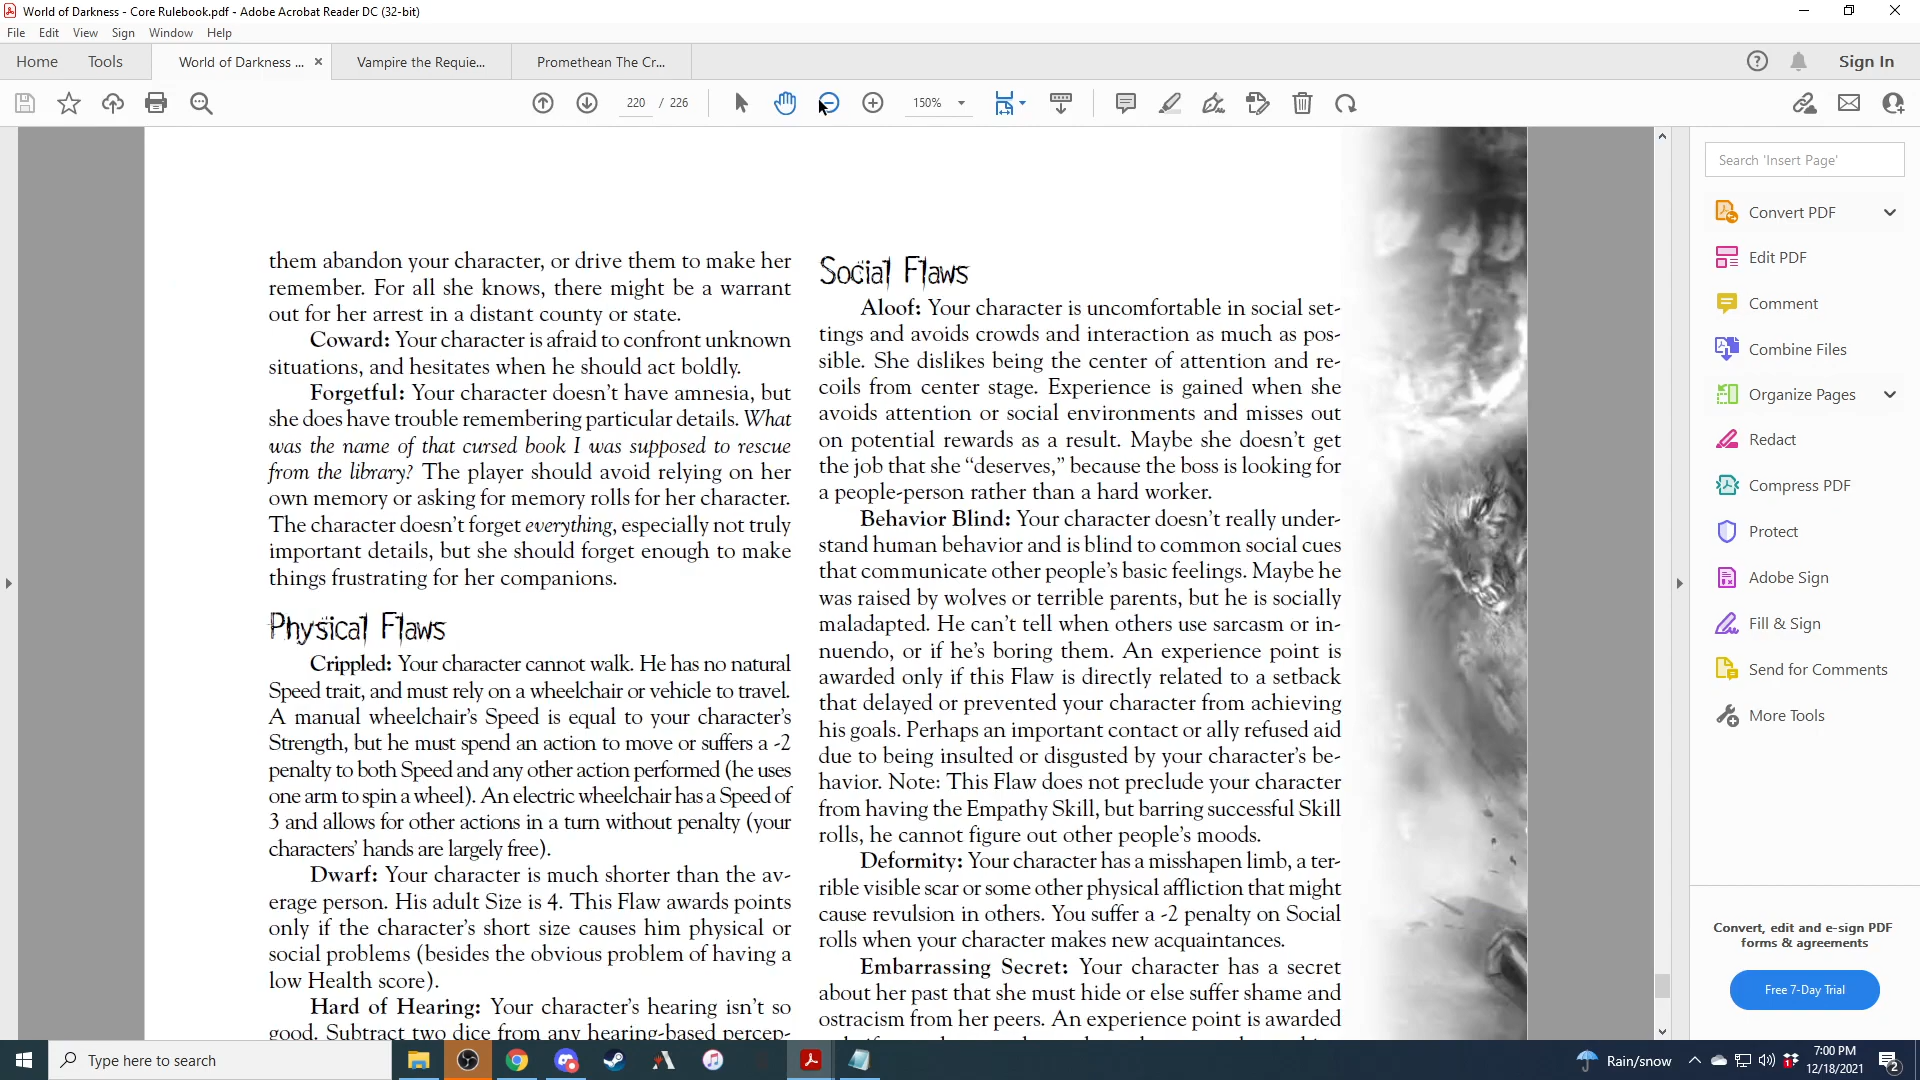 World of Darkness - Core Rulebook.pdf - Adobe Acrobat Reader DC (32-bit)
File Edit View Sign Window Help
Home Tools World of Darkness ... × Vampire the Requie... Promethean The Cr... Sign In
220 / 226 150%
Search 'Insert Page'
Convert PDF
Edit PDF
Comment
Combine Files
Organize Pages
Redact
Compress PDF
Protect
Adobe Sign
Fill & Sign
Send for Comments
More Tools
Convert, edit and e-sign PDF
forms & agreements
Free 7-Day Trial
them abandon your character, or drive them to make her
remember. For all she knows, there might be a warrant
out for her arrest in a distant county or state.
Coward: Your character is afraid to confront unknown
situations, and hesitates when he should act boldly.
Forgetful: Your character doesn't have amnesia, but
she does have trouble remembering particular details. What
was the name of that cursed book I was supposed to rescue
from the library? The player should avoid relying on her
own memory or asking for memory rolls for her character.
The character doesn't forget everything, especially not truly
important details, but she should forget enough to make
things frustrating for her companions.
Physical Flaws
Crippled: Your character cannot walk. He has no natural
Speed trait, and must rely on a wheelchair or vehicle to travel.
A manual wheelchair's Speed is equal to your character's
Strength, but he must spend an action to move or suffers a -2
penalty to both Speed and any other action performed (he uses
one arm to spin a wheel). An electric wheelchair has a Speed of
3 and allows for other actions in a turn without penalty (your
characters' hands are largely free).
Dwarf: Your character is much shorter than the av-
erage person. His adult Size is 4. This Flaw awards points
only if the character's short size causes him physical or
social problems (besides the obvious problem of having a
low Health score).
Hard of Hearing: Your character's hearing isn't so
good. Subtract two dice from any hearing-based percep-
Social Flaws
Aloof: Your character is uncomfortable in social set-
tings and avoids crowds and interaction as much as pos-
sible. She dislikes being the center of attention and re-
coils from center stage. Experience is gained when she
avoids attention or social environments and misses out
on potential rewards as a result. Maybe she doesn't get
the job that she “deserves,” because the boss is looking for
a people-person rather than a hard worker.
Behavior Blind: Your character doesn't really under-
stand human behavior and is blind to common social cues
that communicate other people's basic feelings. Maybe he
was raised by wolves or terrible parents, but he is socially
maladapted. He can't tell when others use sarcasm or in-
nuendo, or if he's boring them. An experience point is
awarded only if this Flaw is directly related to a setback
that delayed or prevented your character from achieving
his goals. Perhaps an important contact or ally refused aid
due to being insulted or disgusted by your character's be-
havior. Note: This Flaw does not preclude your character
from having the Empathy Skill, but barring successful Skill
rolls, he cannot figure out other people's moods.
Deformity: Your character has a misshapen limb, a ter-
rible visible scar or some other physical affliction that might
cause revulsion in others. You suffer a -2 penalty on Social
rolls when your character makes new acquaintances.
Embarrassing Secret: Your character has a secret
about her past that she must hide or else suffer shame and
ostracism from her peers. An experience point is awarded
Type here to search
Rain/snow
7:00 PM
12/18/2021
2